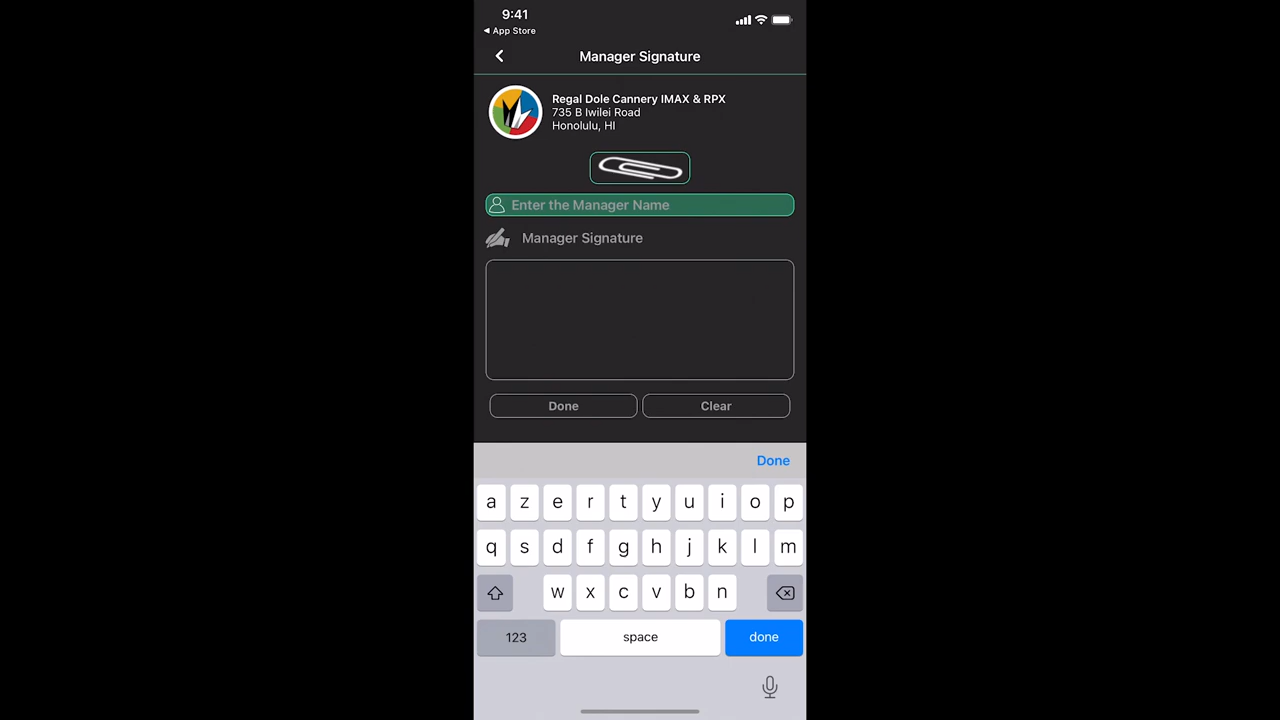 9:41
App Store
Manager Signature
Regal Dole Cannery IMAX & RPX
735 B Iwilei Road
Honolulu, HI
Enter the Manager Name
Manager Signature
Done Clear
Done
a z e r t y u i o p
q s d f g h j k l m
w x c v b n
123 space done